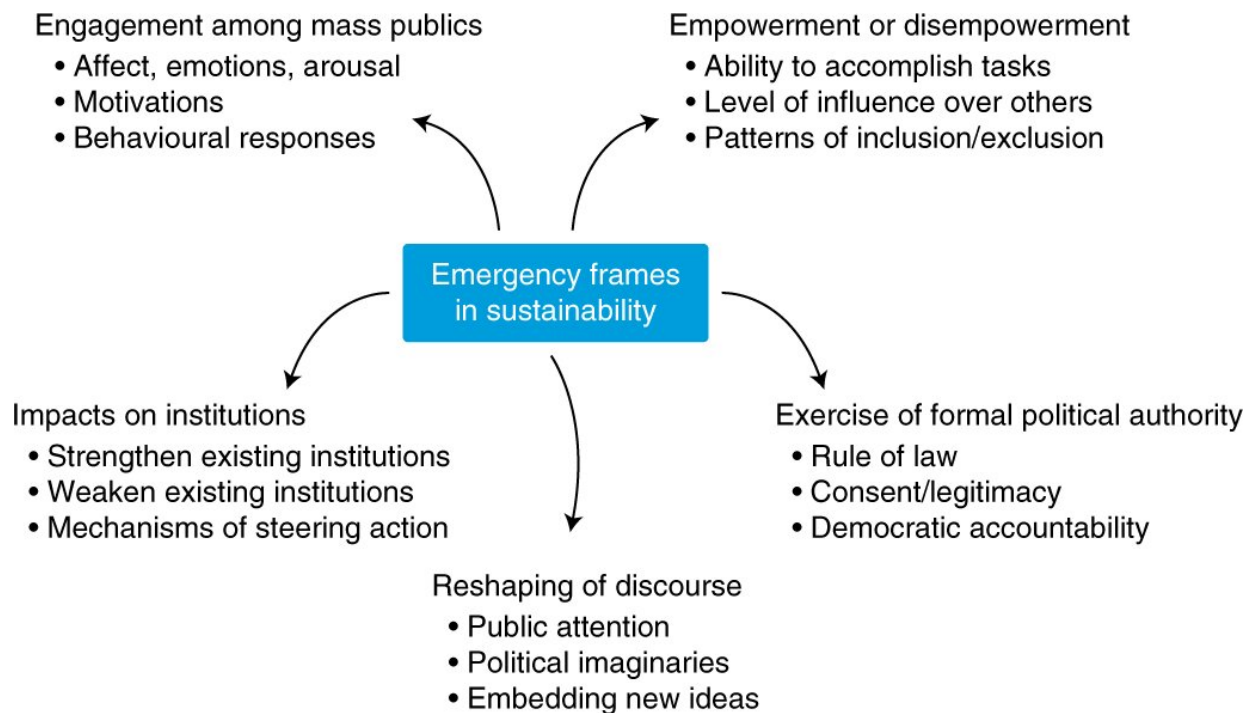 Engagement among mass publics
• Affect, emotions, arousal
• Motivations
• Behavioural responses
Empowerment or disempowerment
• Ability to accomplish tasks
• Level of influence over others
• Patterns of inclusion/exclusion
Emergency frames
in sustainability
Impacts on institutions
• Strengthen existing institutions
• Weaken existing institutions
• Mechanisms of steering action
Exercise of formal political authority
• Rule of law
• Consent/legitimacy
• Democratic accountability
Reshaping of discourse
• Public attention
• Political imaginaries
• Embedding new ideas